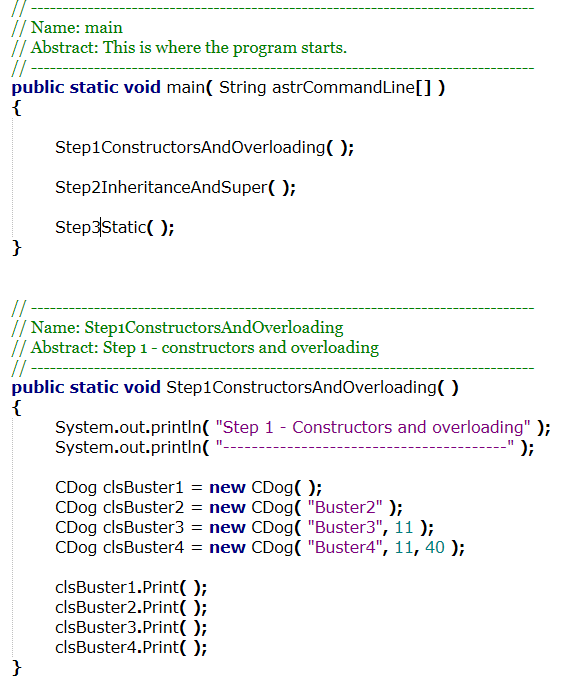 // -------------------------------------------------------------------------------
// Name: main
// Abstract: This is where the program starts.
// -------------------------------------------------------------------------------
public static void main( String astrCommandLine[] )
{
Step1ConstructorsAndOverloading( );
Step2InheritanceAndSuper( );
Step3Static( );
}
// -------------------------------------------------------------------------------
// Name: Step1ConstructorsAndOverloading
// Abstract: Step 1 - constructors and overloading
// -------------------------------------------------------------------------------
public static void Step1ConstructorsAndOverloading( )
{
System.out.println( "Step 1 - Constructors and overloading" );
System.out.println( "----------------------------------------" );
CDog clsBuster1 = new CDog( );
CDog clsBuster2 = new CDog( "Buster2" );
CDog clsBuster3 = new CDog( "Buster3", 11 );
CDog clsBuster4 = new CDog( "Buster4", 11, 40 );
clsBuster1.Print( );
clsBuster2.Print( );
clsBuster3.Print( );
clsBuster4.Print( );
}